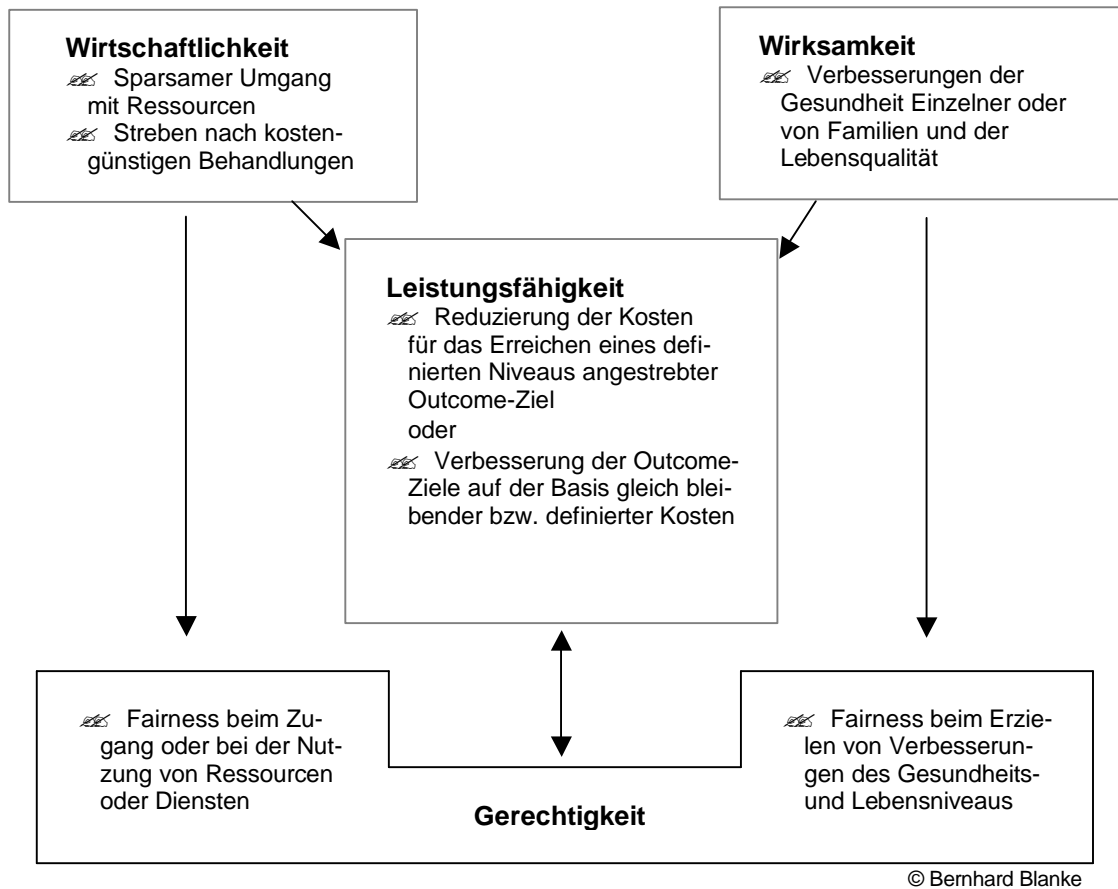 Wirtschaftlichkeit
Sparsamer Umgang
mit Ressourcen
Streben nach kosten-
günstigen Behandlungen
Wirksamkeit
Verbesserungen der
Gesundheit Einzelner oder
von Familien und der
Lebensqualität
Leistungsfähigkeit
Reduzierung der Kosten
für das Erreichen eines defi-
nierten Niveaus angestrebter
Outcome-Ziel
oder
Verbesserung der Outcome-
Ziele auf der Basis gleich blei-
bender bzw. definierter Kosten
Fairness beim Zu-
gang oder bei der Nut-
zung von Ressourcen
oder Diensten
Fairness beim Erzie-
len von Verbesserun-
gen des Gesundheits-
und Lebensniveaus
Gerechtigkeit
© Bernhard Blanke